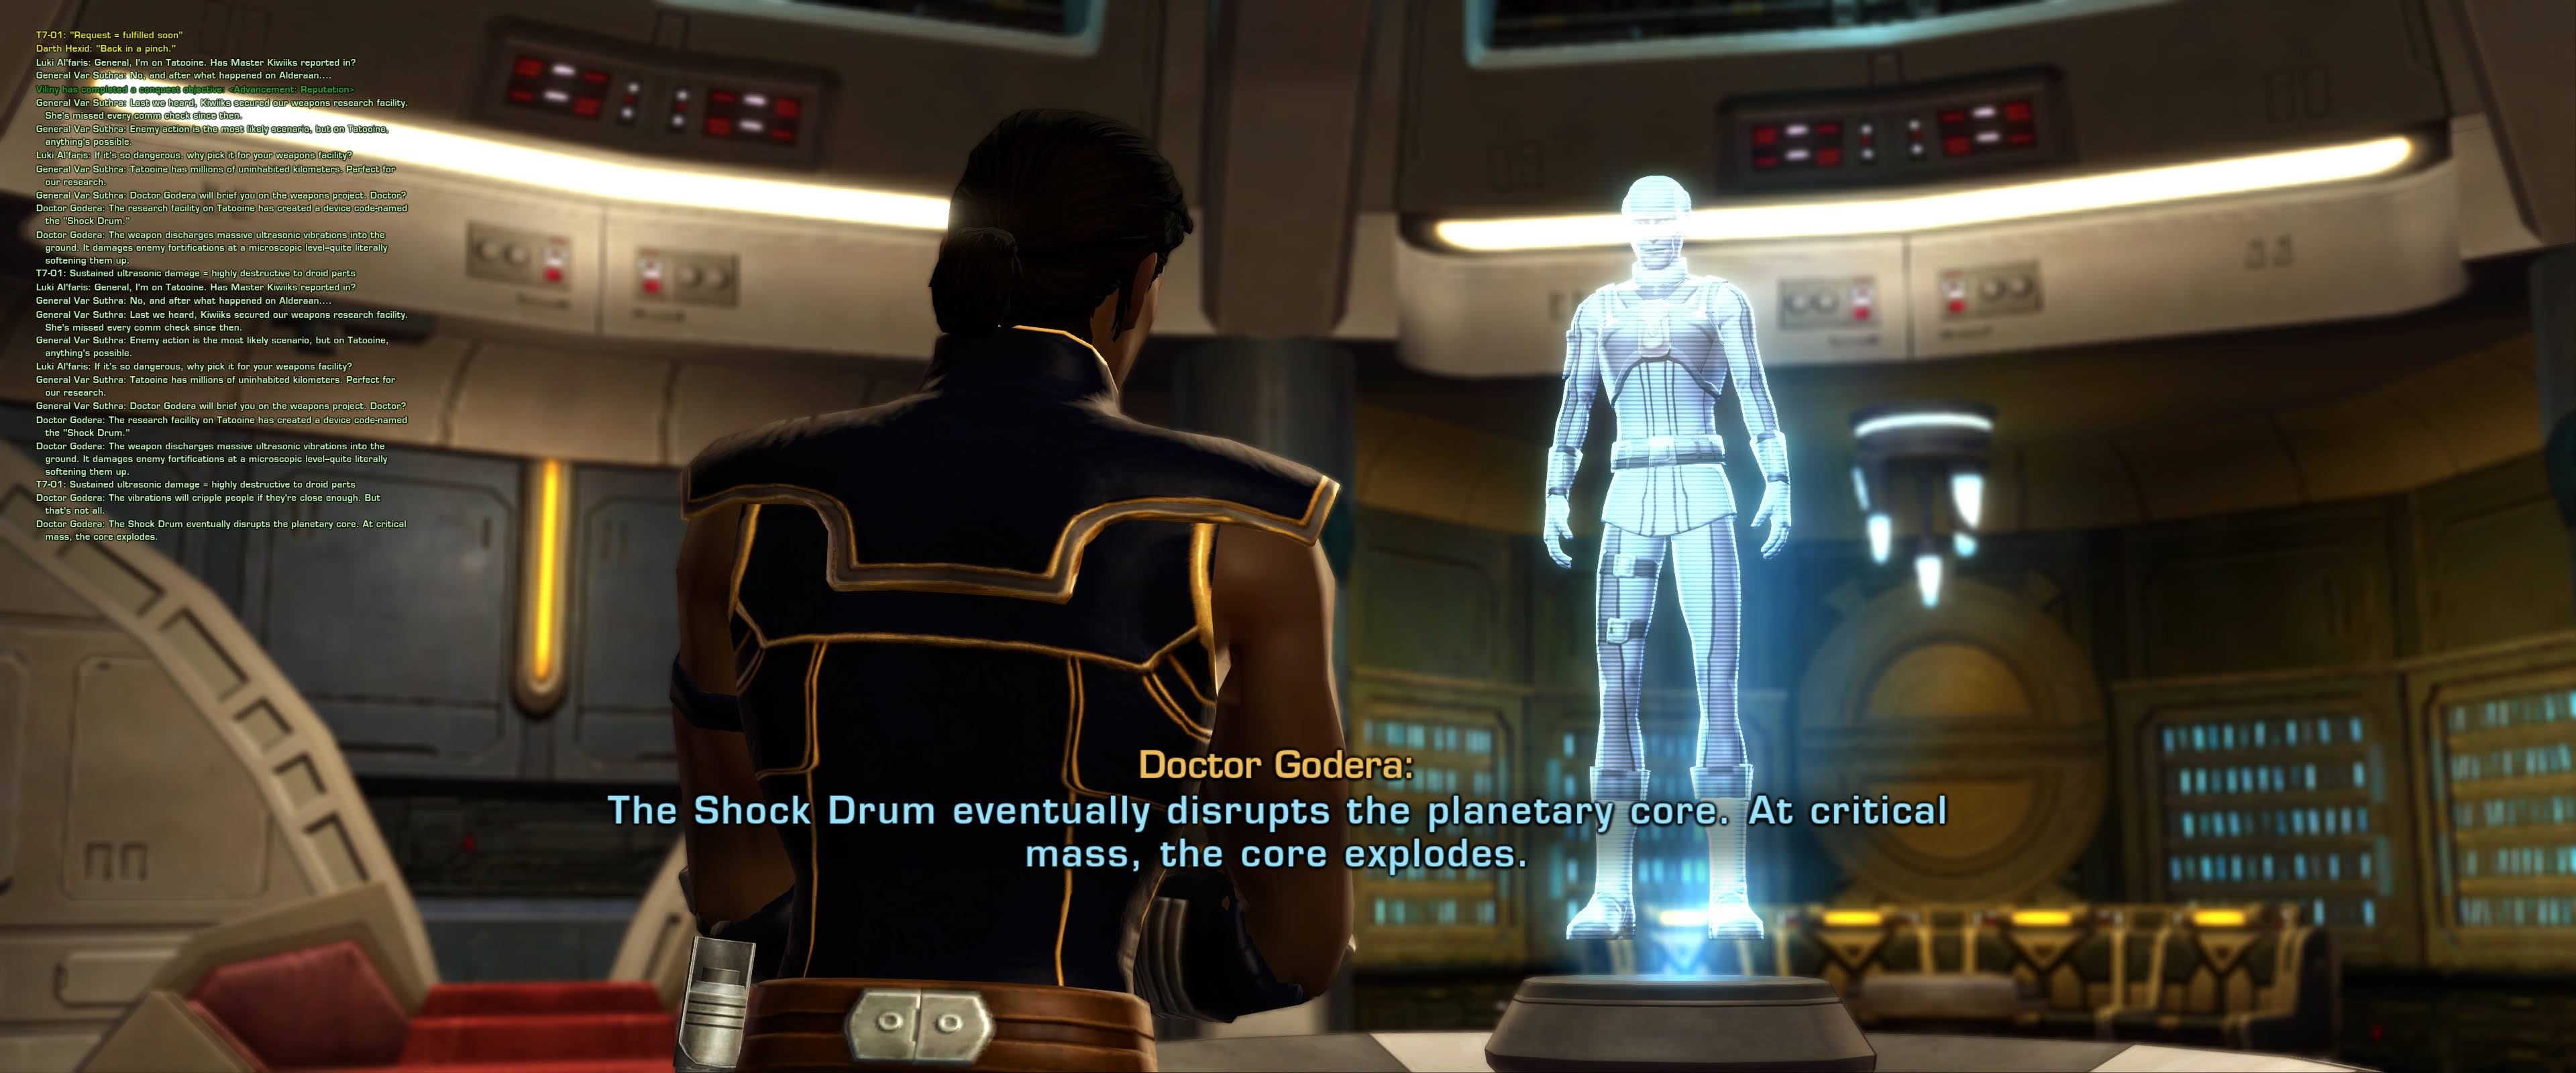 T7-01: "Request = fulfilled soon"
Darth Hexid: "Back in a pinch."
Luki Al'faris: General, I'm on Tatooine. Has Master Kiwiiks reported in?
General Var Suthra: No, and after what happened on Alderaan....
Viliny has completed a conquest objective: <Advancement: Reputation>
General Var Suthra: Last we heard, Kiwiiks secured our weapons research facility.
She's missed every comm check since then.
General Var Suthra: Enemy action is the most likely scenario, but on Tatooine,
anything's possible.
Luki Al'faris: If it's so dangerous, why pick it for your weapons facility?
General Var Suthra: Tatooine has millions of uninhabited kilometers. Perfect for
our research.
General Var Suthra: Doctor Godera will brief you on the weapons project. Doctor?
Doctor Godera: The research facility on Tatooine has created a device code-named
the "Shock Drum."
Doctor Godera: The weapon discharges massive ultrasonic vibrations into the
ground. It damages enemy fortifications at a microscopic level–quite literally
softening them up.
T7-01: Sustained ultrasonic damage = highly destructive to droid parts
Luki Al'faris: General, I'm on Tatooine. Has Master Kiwiiks reported in?
General Var Suthra: No, and after what happened on Alderaan....
General Var Suthra: Last we heard, Kiwiiks secured our weapons research facility.
She's missed every comm check since then.
General Var Suthra: Enemy action is the most likely scenario, but on Tatooine,
anything's possible.
Luki Al'faris: If it's so dangerous, why pick it for your weapons facility?
General Var Suthra: Tatooine has millions of uninhabited kilometers. Perfect for
our research.
General Var Suthra: Doctor Godera will brief you on the weapons project. Doctor?
Doctor Godera: The research facility on Tatooine has created a device code-named
the "Shock Drum."
Doctor Godera: The weapon discharges massive ultrasonic vibrations into the
ground. It damages enemy fortifications at a microscopic level–quite literally
softening them up.
T7-01: Sustained ultrasonic damage = highly destructive to droid parts
Doctor Godera: The vibrations will cripple people if they're close enough. But
that's not all.
Doctor Godera: The Shock Drum eventually disrupts the planetary core. At critical
mass, the core explodes.
Doctor Godera:
The Shock Drum eventually disrupts the planetary core. At critical
mass, the core explodes.